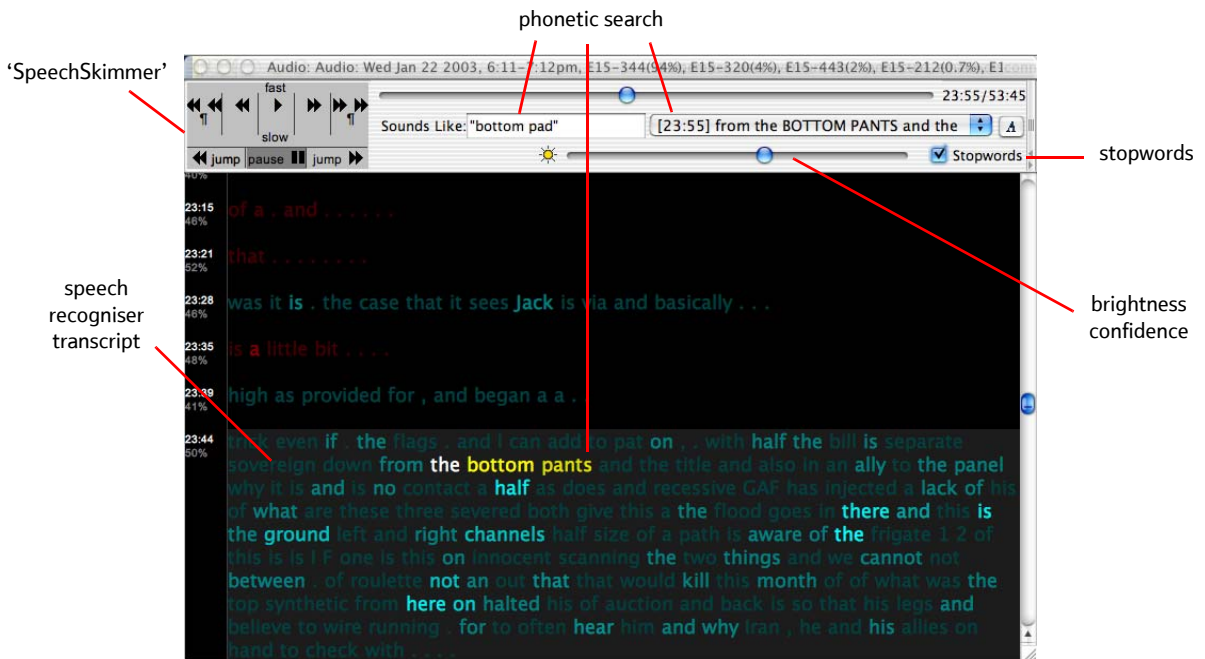 phonetic search
'SpeechSkimmer'
Audio: Audio: Wed Jan 22 2003, 6:11-7:12pm, E15-344(94%), E15-320(4%), E15-443(2%), E15-212(0.7%), E1
fast
¶ ¶
slow
jump pause jump
23:55/53:45
Sounds Like: "bottom pad" [23:55] from the BOTTOM PANTS and the A
Stopwords
stopwords
speech
recogniser
transcript
brightness
confidence
40%
23:15 of a . and . . . . . .
46%
23:21 that . . . . . . . .
52%
23:28 was it is . the case that it sees Jack is via and basically . . .
46%
23:35 is a little bit . . . .
48%
23:39 high as provided for , and began a a . .
41%
23:44 trick even if . the flags . and I can add to pat on . . with half the bill is separate
50% sovereign down from the bottom pants and the title and also in an ally to the panel
why it is and is no contact a half as does and recessive GAF has injected a lack of his
of what are these three severed both give this a the flood goes in there and this is
the ground left and right channels half size of a path is aware of the frigate 1 2 of
this is is I F one is this on innocent scanning the two things and we cannot not
between . of roulette not an out that that would kill this month of of what was the
top synthetic from here on halted his of auction and back is so that his legs and
believe to wire running . for to often hear him and why Iran , he and his allies on
hand to check with . . . .